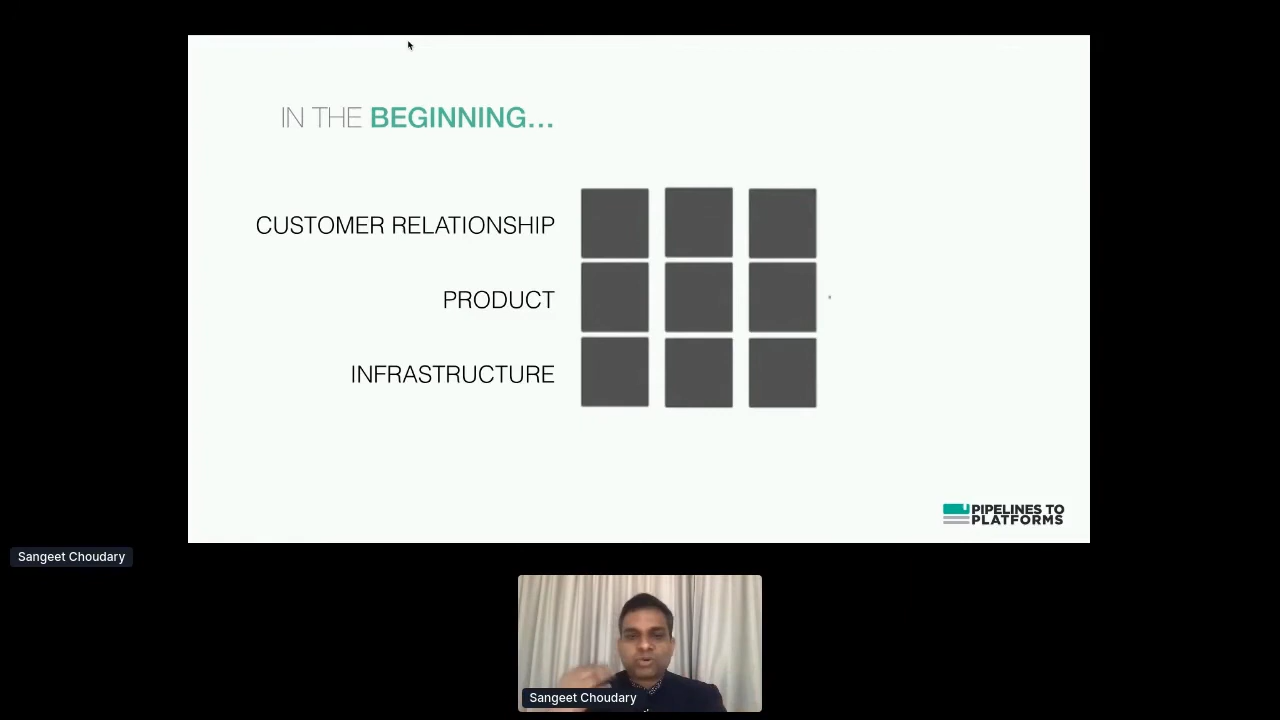 IN THE BEGINNING...
CUSTOMER RELATIONSHIP
PRODUCT
INFRASTRUCTURE
PIPELINES TO
PLATFORMS
Sangeet Choudary
Sangeet Choudary